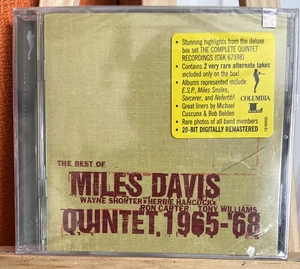 • Stunning highlights from the deluxe
box set THE COMPLETE QUINTET
RECORDINGS (C6K 67398)
• Contains 2 very rare alternate takes
included only on the box!
• Albums represented include
E.S.P., Miles Smiles,
Sorcerer, and Nefertiti!
• Great liners by Michael
Cuscuna & Bob Belden
• Rare photos of all band members
• 20-BIT DIGITALLY REMASTERED
COLUMBIA
THE BEST OF
MILES DAVIS
WAYNE SHORTER HERBIE HANCOCK
RON CARTER TONY WILLIAMS
QUINTET, 1965-'68